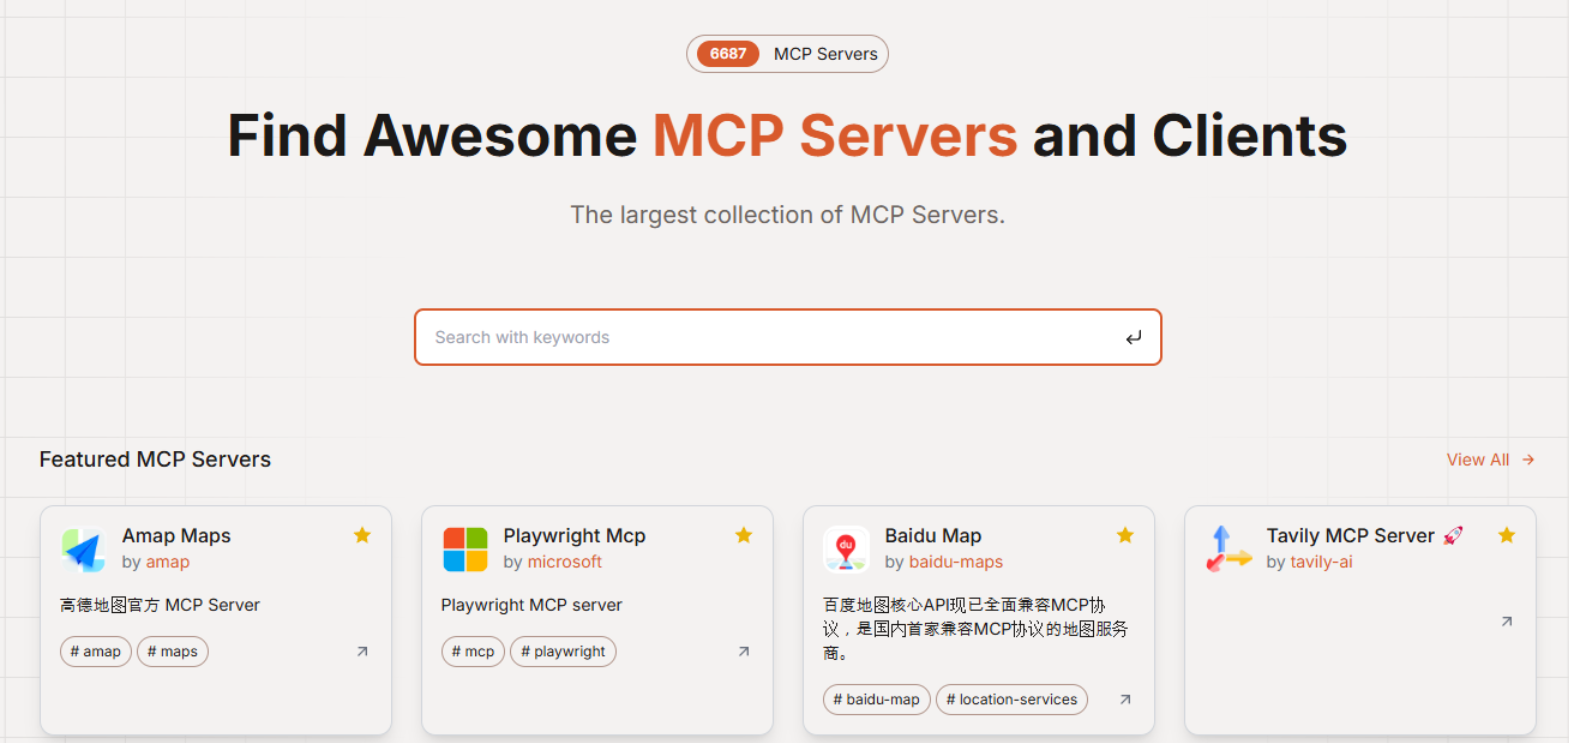 6687 MCP Servers
Find Awesome MCP Servers and Clients
The largest collection of MCP Servers.
Search with keywords
Featured MCP Servers
View All →
Amap Maps
by amap
高德地图官方 MCP Server
# amap # maps
Playwright Mcp
by microsoft
Playwright MCP server
# mcp # playwright
du
Baidu Map
by baidu-maps
百度地图核心API现已全面兼容MCP协
议，是国内首家兼容MCP协议的地图服务
商。
# baidu-map # location-services
Tavily MCP Server 🚀
by tavily-ai